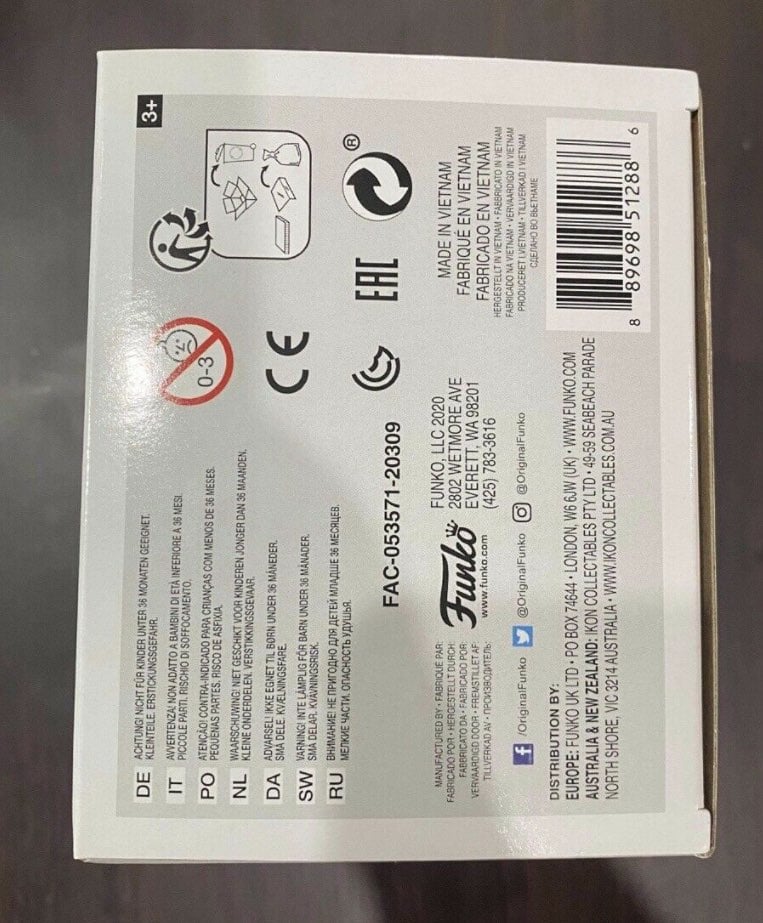 DE ACHTUNG! NICHT FÜR KINDER UNTER 36 MONATEN GEEIGNET.
KLEINTEILE. ERSTICKUNGSGEFAHR.
IT AVVERTENZA! NON ADATTO A BAMBINI DI ETÀ INFERIORE A 36 MESI.
PICCOLE PARTI. RISCHIO DI SOFFOCAMENTO.
PO ATENCÃO! CONTRA-INDICADO PARA CRIANÇAS COM MENOS DE 36 MESES.
PEQUENAS PARTES. RISCO DE ASFIXIA.
NL WAARSCHUWING! NIET GESCHIKT VOOR KINDEREN JONGER DAN 36 MAANDEN.
KLEINE ONDERDELEN. VERSTIKKINGSGEVAAR.
DA ADVARSEL! IKKE EGNET TIL BØRN UNDER 36 MÅNEDER.
SMA DELE. KVÆLNINGSFARE.
SW VARNING! INTE LÄMPLIG FÖR BARN UNDER 36 MÅNADER.
SMA DELAR. KVÄVNINGSRISK.
RU ВНИМАНИЕ! НЕ ПРИГОДНО ДЛЯ ДЕТЕЙ МЛАДШЕ 36 МЕСЯЦЕВ.
МЕЛКИЕ ЧАСТИ. ОПАСНОСТЬ УДУШЬЯ.
3+
0-3
CE
EAC
®
FAC-053571-20309
MANUFACTURED BY • FABRIQUÉ PAR:
FABRICADO POR • HERGESTELLT DURCH:
FABBRICATO DA • FABRICADO POR
VERVAARDIGD DOOR • FREMSTILLET AF
TILLVERKAD AV • ПРОИЗВОДИТЕЛЬ:
Funko
www.funko.com
FUNKO, LLC 2020
2802 WETMORE AVE
EVERETT, WA 98201
(425) 783-3616
MADE IN VIETNAM
FABRIQUÉ EN VIETNAM
FABRICADO EN VIETNAM
HERGESTELLT IN VIETNAM • FABBRICATO IN VIETNAM
FABRICADO NA VIETNAM • VERVAARDIGD IN VIETNAM
PRODUCERET I VIETNAM • TILLVERKAD I VIETNAM
СДЕЛАНО ВО ВЬЕТНАМЕ
/OriginalFunko @OriginalFunko @OriginalFunko
DISTRIBUTION BY:
EUROPE: FUNKO UK LTD • PO BOX 74644 • LONDON, W6 6JW (UK) • WWW.FUNKO.COM
AUSTRALIA & NEW ZEALAND: IKON COLLECTABLES PTY LTD • 49-59 SEABEACH PARADE
NORTH SHORE, VIC 3214 AUSTRALIA • WWW.IKONCOLLECTABLES.COM.AU
8 89698 51288 6